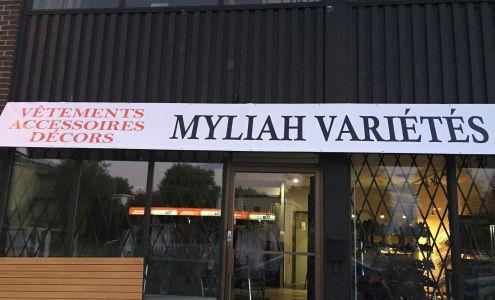 VÊTEMENTS
ACCESSOIRES
DÉCORS
MYLIAH VARIÉTÉS